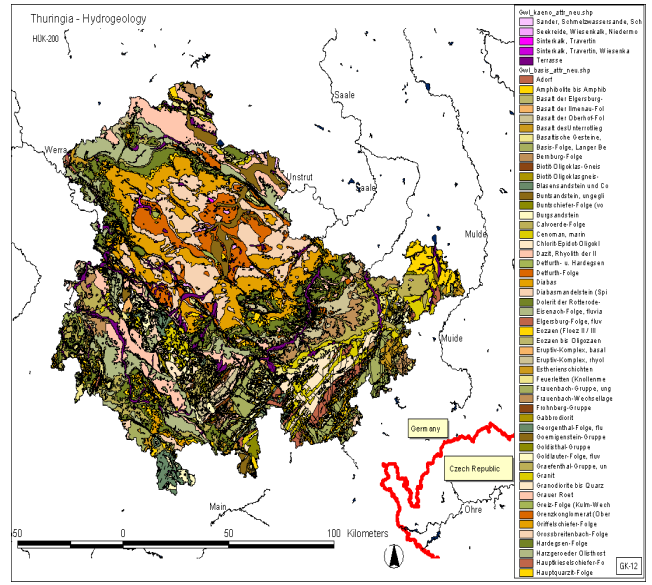 Thuringia - Hydrogeology
HÜK-200
Saale
Werra
Unstrut
Saale
Mulde
Mulde
Germany
Czech Republic
Main
Ohre
50
0
50
100
Kilometers
GK-12
Gwl_kaeno_attr_neu.shp
Sander, Schmelzwassersande, Sch
Seekreide, Wiesenkalk, Niedermo
Sinterkalk, Travertin
Sinterkalk, Travertin, Wiesenka
Terrasse
Gwl_basis_attr_neu.shp
Adorf
Amphibolite bis Amphib
Basalt der Elgersburg-
Basalt der Ilmenau-Fol
Basalt der Oberhof-Fol
Basalt des Unterrotlieg
Basaltische Gesteine,
Basis-Folge, Langer Be
Bernburg-Folge
Biotit-Oligoklas-Gneis
Biotit-Oligoklasgneis-
Blasensandstein und Co
Buntsandstein, ungegli
Buntschiefer-Folge (vo
Burgsandstein
Calvoerde-Folge
Cenoman, marin
Chlorit-Epidot-Oligokl
Dazit, Rhyolith der Il
Detfurth- u. Hardegsen
Detfurth-Folge
Diabas
Diabasmandelstein (Spi
Dolerit der Rotterode-
Eisenach-Folge, fluvia
Elgersburg-Folge, fluv
Eozaen (Floez II / III
Eozaen bis Oligozaen
Eruptiv-Komplex, basal
Eruptiv-Komplex, rhyol
Estherienschichten
Feuerletten (Knollenme
Frauenbach-Gruppe, ung
Frauenbach-Wechsellage
Frohnberg-Gruppe
Gabbrodiorit
Georgenthal-Folge, flu
Goernigenstein-Gruppe
Goldisthal-Gruppe
Goldlauter-Folge, fluv
Graefenthal-Gruppe, un
Granit
Granodiorite bis Quarz
Grauer Roet
Greiz-Folge (Kulm-Wech
Grenzkonglomerat (Ober
Griffelschiefer-Folge
Grossbreitenbach-Folge
Hardegsen-Folge
Harzgeroeder Olisthost
Hauptkieselschiefer-Fo
Hauptquarzit-Folge